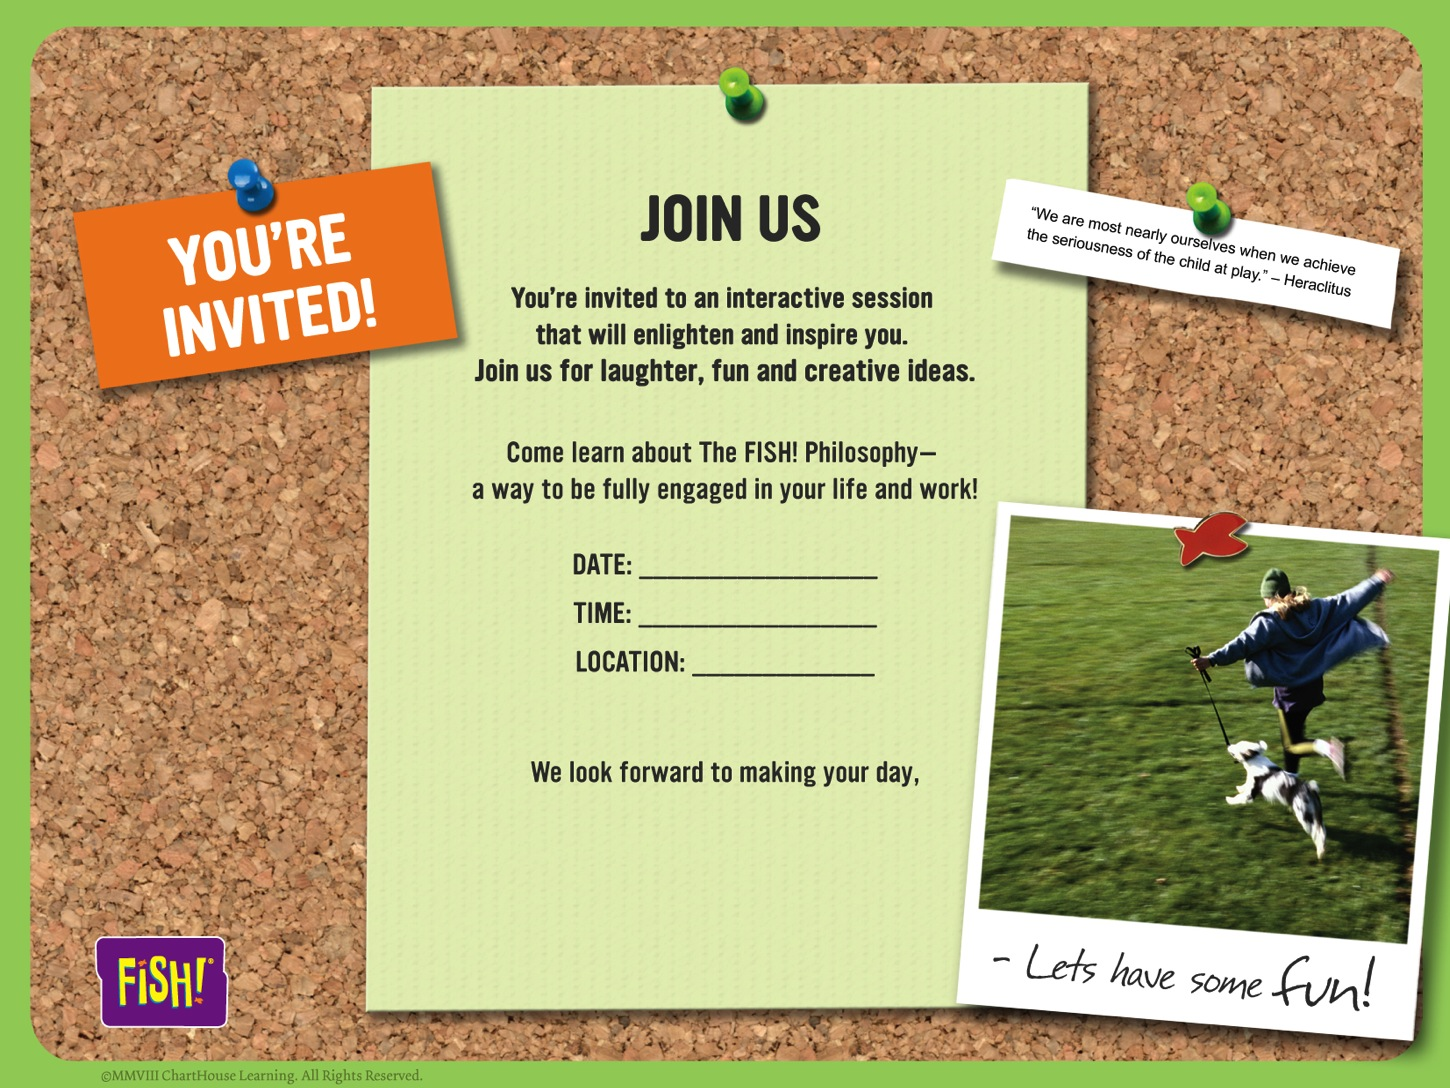 YOU’RE
INVITED!
JOIN US
You’re invited to an interactive session
that will enlighten and inspire you.
Join us for laughter, fun and creative ideas.
Come learn about The FISH! Philosophy—
a way to be fully engaged in your life and work!
DATE: _________________
TIME: _________________
LOCATION: _____________
We look forward to making your day,
“We are most nearly ourselves when we achieve
the seriousness of the child at play.” – Heraclitus
- Lets have some fun!
FiSH!®
©MMVIII ChartHouse Learning. All Rights Reserved.